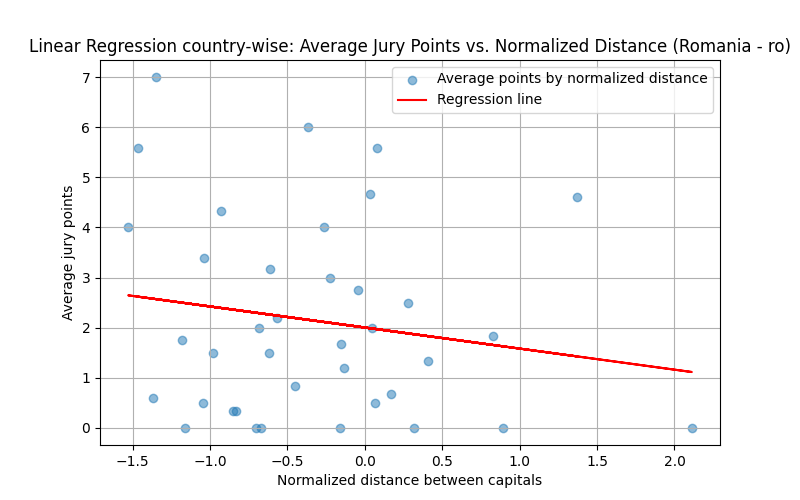 Linear Regression country-wise: Average Jury Points vs. Normalized Distance (Romania - ro)
Average points by normalized distance
Regression line
7
6
5
4
3
2
1
0
Average jury points
−1.5 −1.0 −0.5 0.0 0.5 1.0 1.5 2.0
Normalized distance between capitals